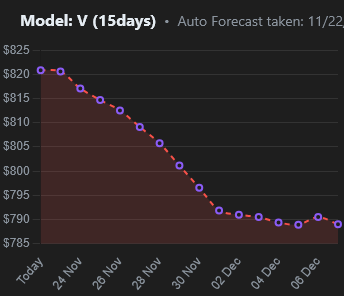 Model: V (15days) • Auto Forecast taken: 11/22,
$825
$820
$815
$810
$805
$800
$795
$790
$785
Today
24 Nov
26 Nov
28 Nov
30 Nov
02 Dec
04 Dec
06 Dec